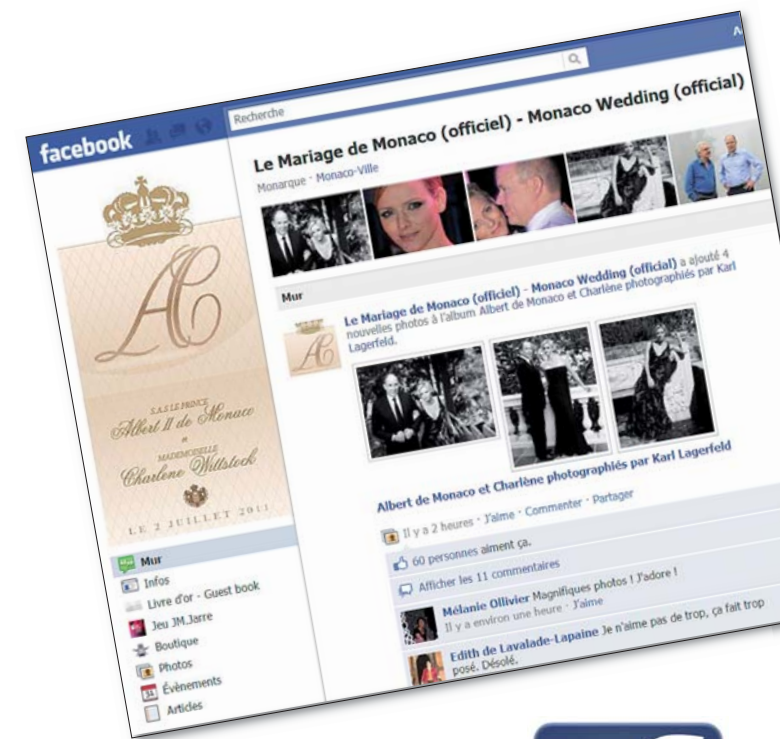 facebook
Recherche
Le Mariage de Monaco (officiel) - Monaco Wedding (official)
Monarque · Monaco-Ville
AC
S.A.S LE PRINCE
Albert II de Monaco
et
MADEMOISELLE
Charlene Wittstock
LE 2 JUILLET 2011
Mur
Infos
Livre d'or - Guest book
Jeu JM.Jarre
Boutique
Photos
Évènements
Articles
Mur
Le Mariage de Monaco (officiel) - Monaco Wedding (official) a ajouté 4
nouvelles photos à l'album Albert de Monaco et Charlène photographiés par Karl
Lagerfeld.
Albert de Monaco et Charlène photographiés par Karl Lagerfeld
Il y a 2 heures · J'aime · Commenter · Partager
60 personnes aiment ça.
Afficher les 11 commentaires
Mélanie Ollivier Magnifiques photos ! J'adore !
Il y a environ une heure · J'aime
Edith de Lavalade-Lapaine Je n'aime pas de trop, ça fait trop
posé. Désolé.